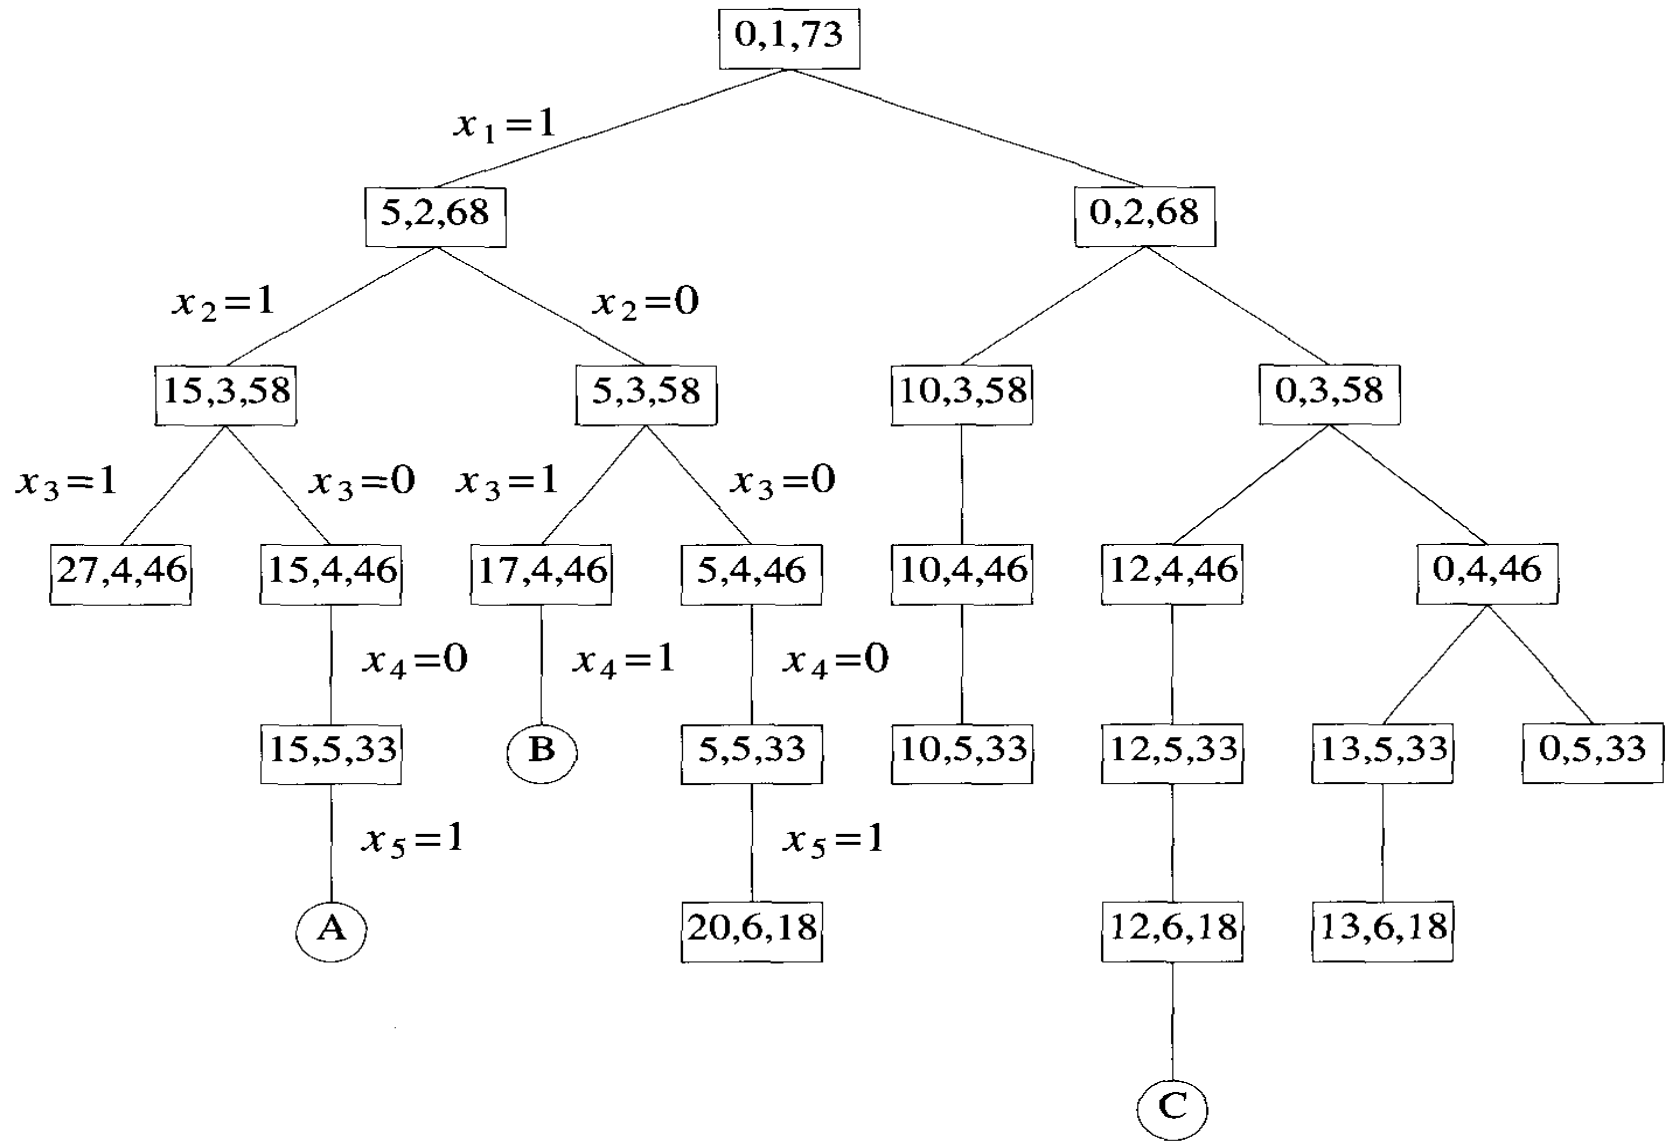 0,1,73
x1=1
5,2,68 0,2,68
x2=1 x2=0
15,3,58 5,3,58 10,3,58 0,3,58
x3=1 x3=0 x3=1 x3=0
27,4,46 15,4,46 17,4,46 5,4,46 10,4,46 12,4,46 0,4,46
x4=0 x4=1 x4=0
15,5,33 B 5,5,33 10,5,33 12,5,33 13,5,33 0,5,33
x5=1 x5=1
A 20,6,18 12,6,18 13,6,18
C